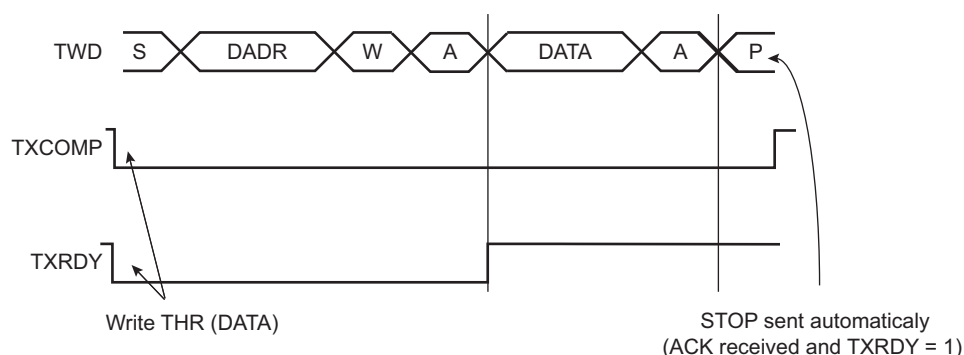 TWD S DADR W A DATA A P
TXCOMP
TXRDY
Write THR (DATA)
STOP sent automaticaly
(ACK received and TXRDY = 1)